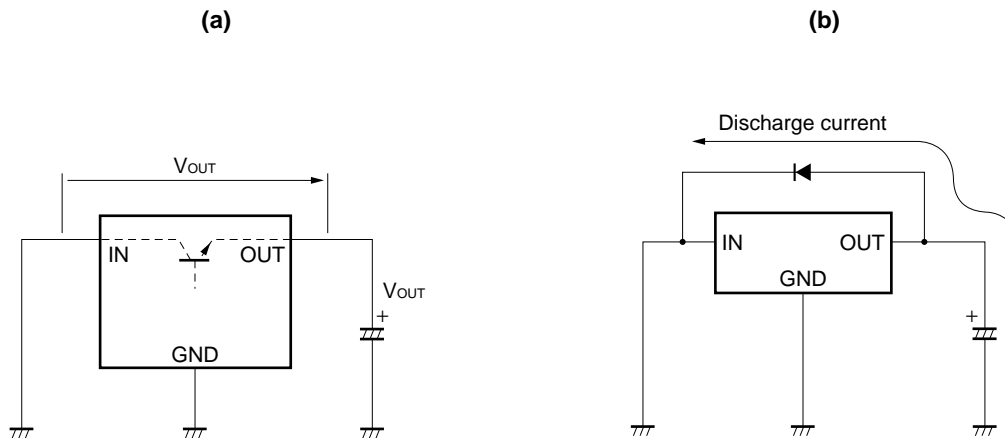 (a)
VOUT
IN
OUT
VOUT
+
GND
(b)
Discharge current
IN
OUT
GND
+